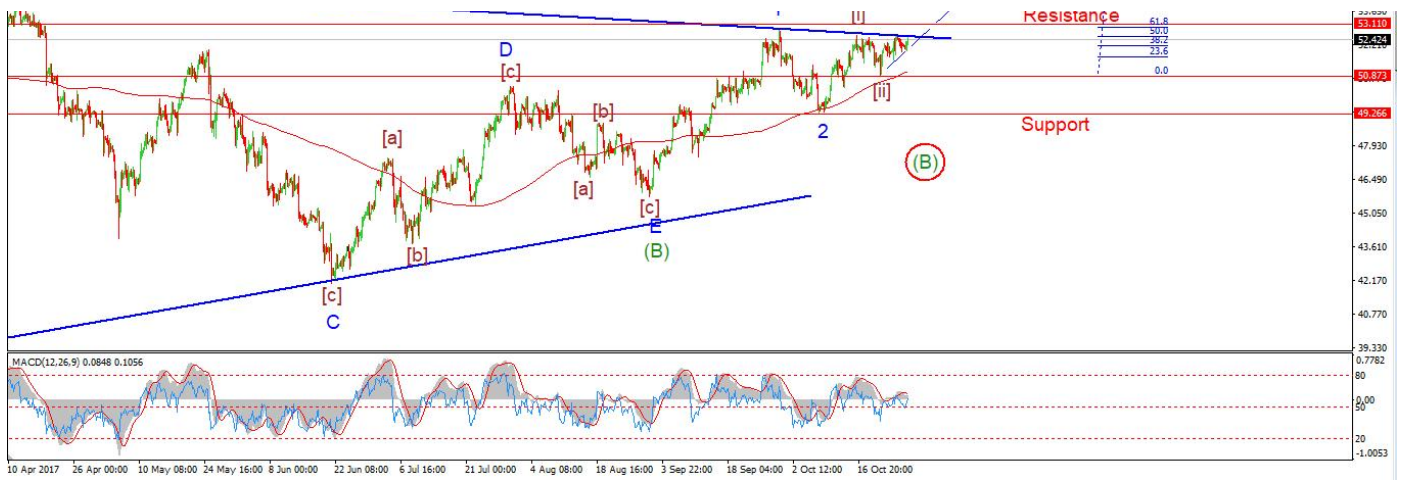 [i]
Resistance
61.8
53.110
50.0
52.424
38.2
23.6
D
[c]
0.0
50.873
[ii]
[b]
49.266
Support
2
[a]
47.930
(B)
[a]
46.490
[c]
45.050
E
[b]
(B)
43.610
42.170
[c]
C
40.770
39.330
MACD(12,26,9) 0.0848 0.1056
0.7782
80
0.00
50
20
-1.0053
10 Apr 2017 26 Apr 00:00 10 May 08:00 24 May 16:00 8 Jun 00:00 22 Jun 08:00 6 Jul 16:00 21 Jul 00:00 4 Aug 08:00 18 Aug 16:00 3 Sep 22:00 18 Sep 04:00 2 Oct 12:00 16 Oct 20:00